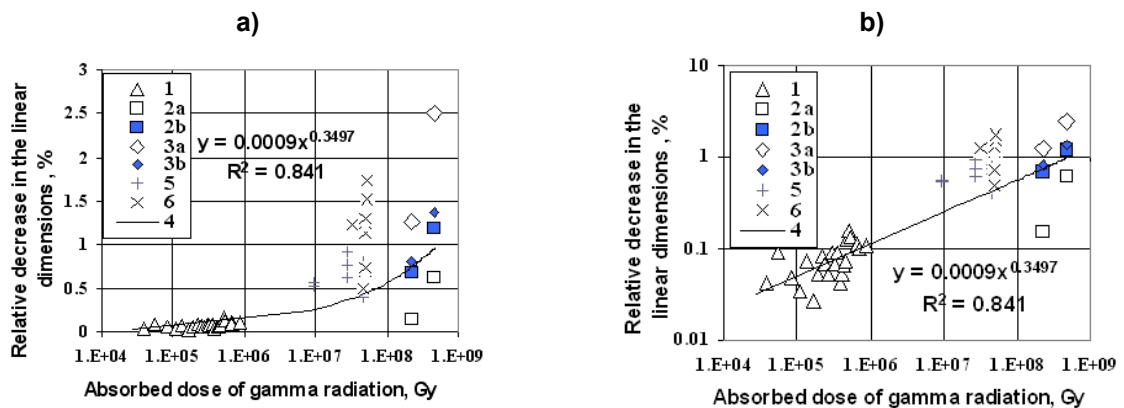 a)
Relative decrease in the linear
dimensions , %
3
2.5
2
1.5
1
0.5
0
1
2a
2b
3a
3b
5
6
4
y = 0.0009x^0.3497
R² = 0.841
1.E+04 1.E+05 1.E+06 1.E+07 1.E+08 1.E+09
Absorbed dose of gamma radiation, Gy
b)
Relative decrease in the
linear dimensions , %
10
1
0.1
0.01
1
2a
2b
3a
3b
5
6
4
y = 0.0009x^0.3497
R² = 0.841
1.E+04 1.E+05 1.E+06 1.E+07 1.E+08 1.E+09
Absorbed dose of gamma radiation, Gy